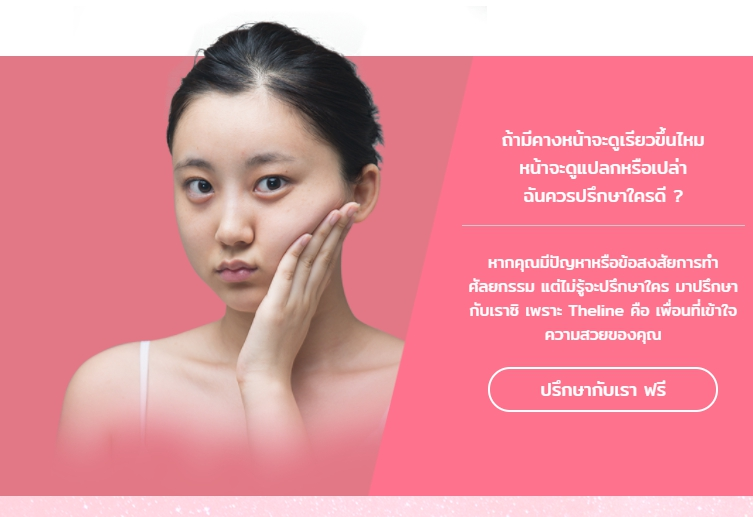 ถ้ามีคางหน้าจะดูเรียวขึ้นไหม
หน้าจะดูแปลกหรือเปล่า
ฉันควรปรึกษาใครดี ?
หากคุณมีปัญหาหรือข้อสงสัยการทำ
ศัลยกรรม แต่ไม่รู้จะปรึกษาใคร มาปรึกษา
กับเราซิ เพราะ Theline คือ เพื่อนที่เข้าใจ
ความสวยของคุณ
ปรึกษากับเรา ฟรี